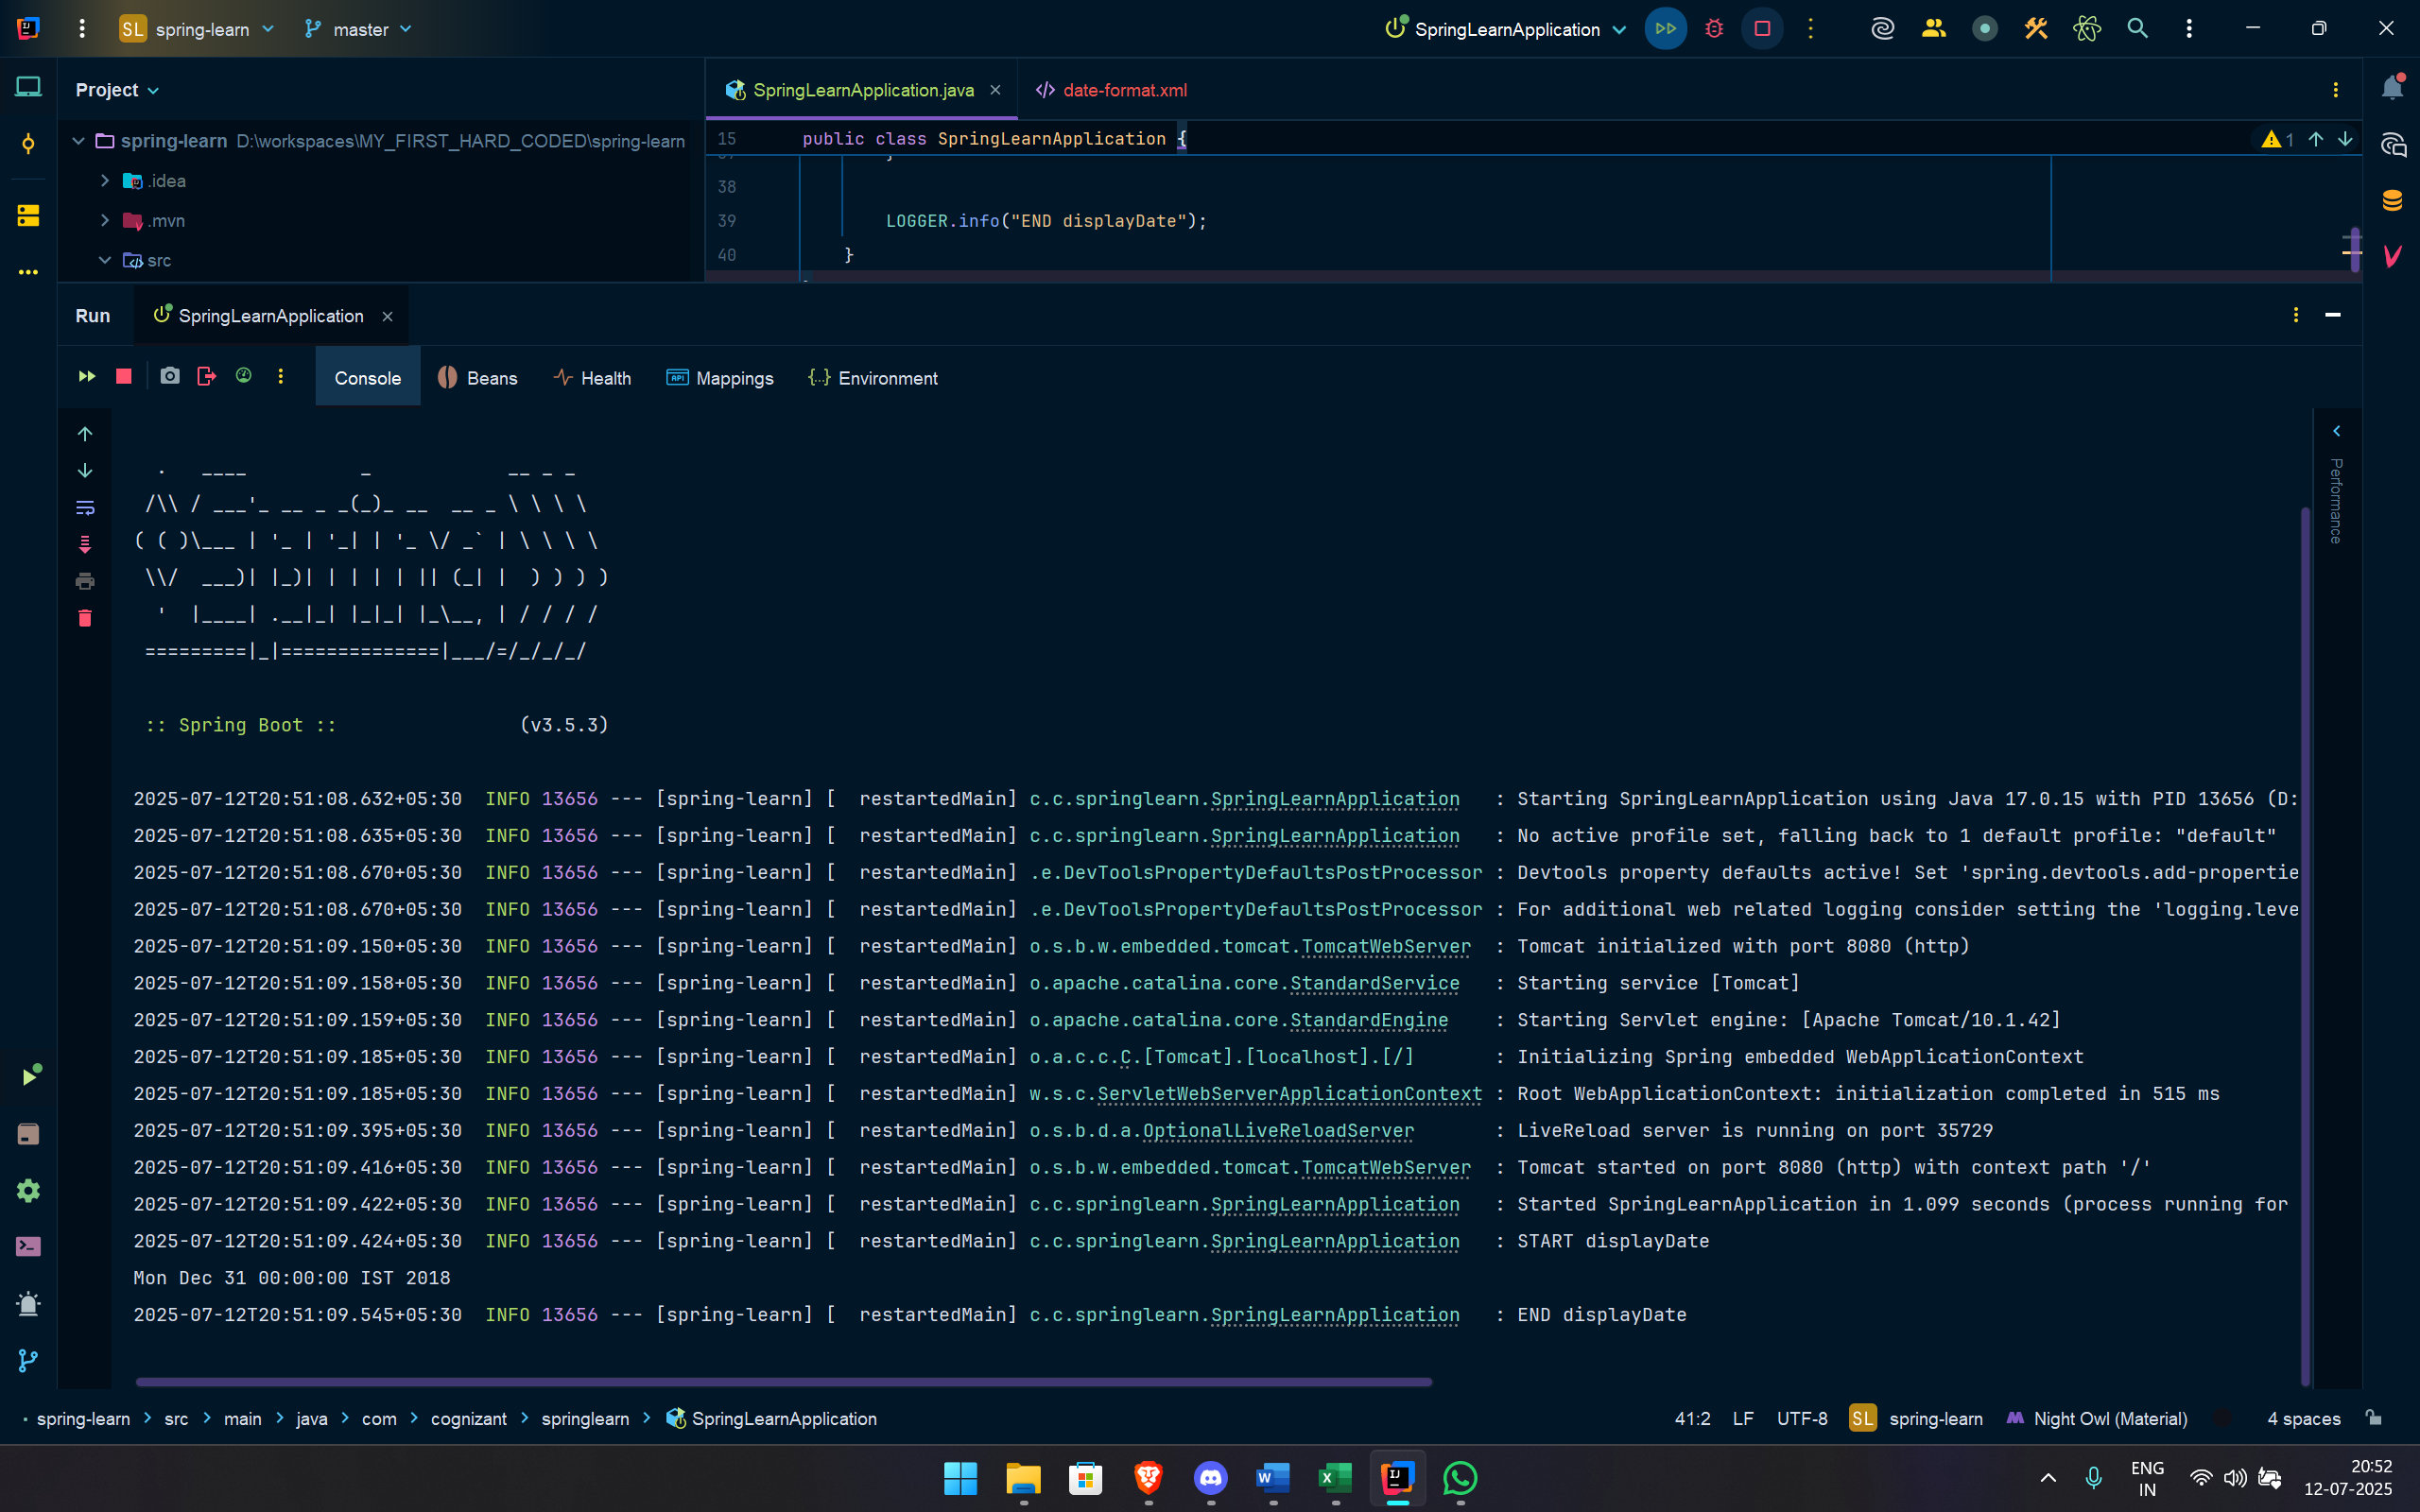 SL spring-learn master SpringLearnApplication
Project
SpringLearnApplication.java date-format.xml
spring-learn D:\workspaces\MY_FIRST_HARD_CODED\spring-learn
15 public class SpringLearnApplication { 1
.idea
38
.mvn
39 LOGGER.info("END displayDate");
src
40 }
Run SpringLearnApplication
Console Beans Health Mappings Environment
Performance
  .   ____          _            __ _ _
 /\\ / ___'_ __ _ _(_)_ __  __ _ \ \ \ \
( ( )\___ | '_ | '_| | '_ \/ _` | \ \ \ \
 \\/  ___)| |_)| | | | | || (_| |  ) ) ) )
  '  |____| .__|_| |_|_| |_\__, | / / / /
 =========|_|==============|___/=/_/_/_/
:: Spring Boot :: (v3.5.3)
2025-07-12T20:51:08.632+05:30 INFO 13656 --- [spring-learn] [ restartedMain] c.c.springlearn.SpringLearnApplication : Starting SpringLearnApplication using Java 17.0.15 with PID 13656 (D:
2025-07-12T20:51:08.635+05:30 INFO 13656 --- [spring-learn] [ restartedMain] c.c.springlearn.SpringLearnApplication : No active profile set, falling back to 1 default profile: "default"
2025-07-12T20:51:08.670+05:30 INFO 13656 --- [spring-learn] [ restartedMain] .e.DevToolsPropertyDefaultsPostProcessor : Devtools property defaults active! Set 'spring.devtools.add-propertie
2025-07-12T20:51:08.670+05:30 INFO 13656 --- [spring-learn] [ restartedMain] .e.DevToolsPropertyDefaultsPostProcessor : For additional web related logging consider setting the 'logging.leve
2025-07-12T20:51:09.150+05:30 INFO 13656 --- [spring-learn] [ restartedMain] o.s.b.w.embedded.tomcat.TomcatWebServer : Tomcat initialized with port 8080 (http)
2025-07-12T20:51:09.158+05:30 INFO 13656 --- [spring-learn] [ restartedMain] o.apache.catalina.core.StandardService : Starting service [Tomcat]
2025-07-12T20:51:09.159+05:30 INFO 13656 --- [spring-learn] [ restartedMain] o.apache.catalina.core.StandardEngine : Starting Servlet engine: [Apache Tomcat/10.1.42]
2025-07-12T20:51:09.185+05:30 INFO 13656 --- [spring-learn] [ restartedMain] o.a.c.c.C.[Tomcat].[localhost].[/] : Initializing Spring embedded WebApplicationContext
2025-07-12T20:51:09.185+05:30 INFO 13656 --- [spring-learn] [ restartedMain] w.s.c.ServletWebServerApplicationContext : Root WebApplicationContext: initialization completed in 515 ms
2025-07-12T20:51:09.395+05:30 INFO 13656 --- [spring-learn] [ restartedMain] o.s.b.d.a.OptionalLiveReloadServer : LiveReload server is running on port 35729
2025-07-12T20:51:09.416+05:30 INFO 13656 --- [spring-learn] [ restartedMain] o.s.b.w.embedded.tomcat.TomcatWebServer : Tomcat started on port 8080 (http) with context path '/'
2025-07-12T20:51:09.422+05:30 INFO 13656 --- [spring-learn] [ restartedMain] c.c.springlearn.SpringLearnApplication : Started SpringLearnApplication in 1.099 seconds (process running for
2025-07-12T20:51:09.424+05:30 INFO 13656 --- [spring-learn] [ restartedMain] c.c.springlearn.SpringLearnApplication : START displayDate
Mon Dec 31 00:00:00 IST 2018
2025-07-12T20:51:09.545+05:30 INFO 13656 --- [spring-learn] [ restartedMain] c.c.springlearn.SpringLearnApplication : END displayDate
spring-learn > src > main > java > com > cognizant > springlearn > SpringLearnApplication 41:2 LF UTF-8 SL spring-learn Night Owl (Material) 4 spaces
ENG
IN
20:52
12-07-2025